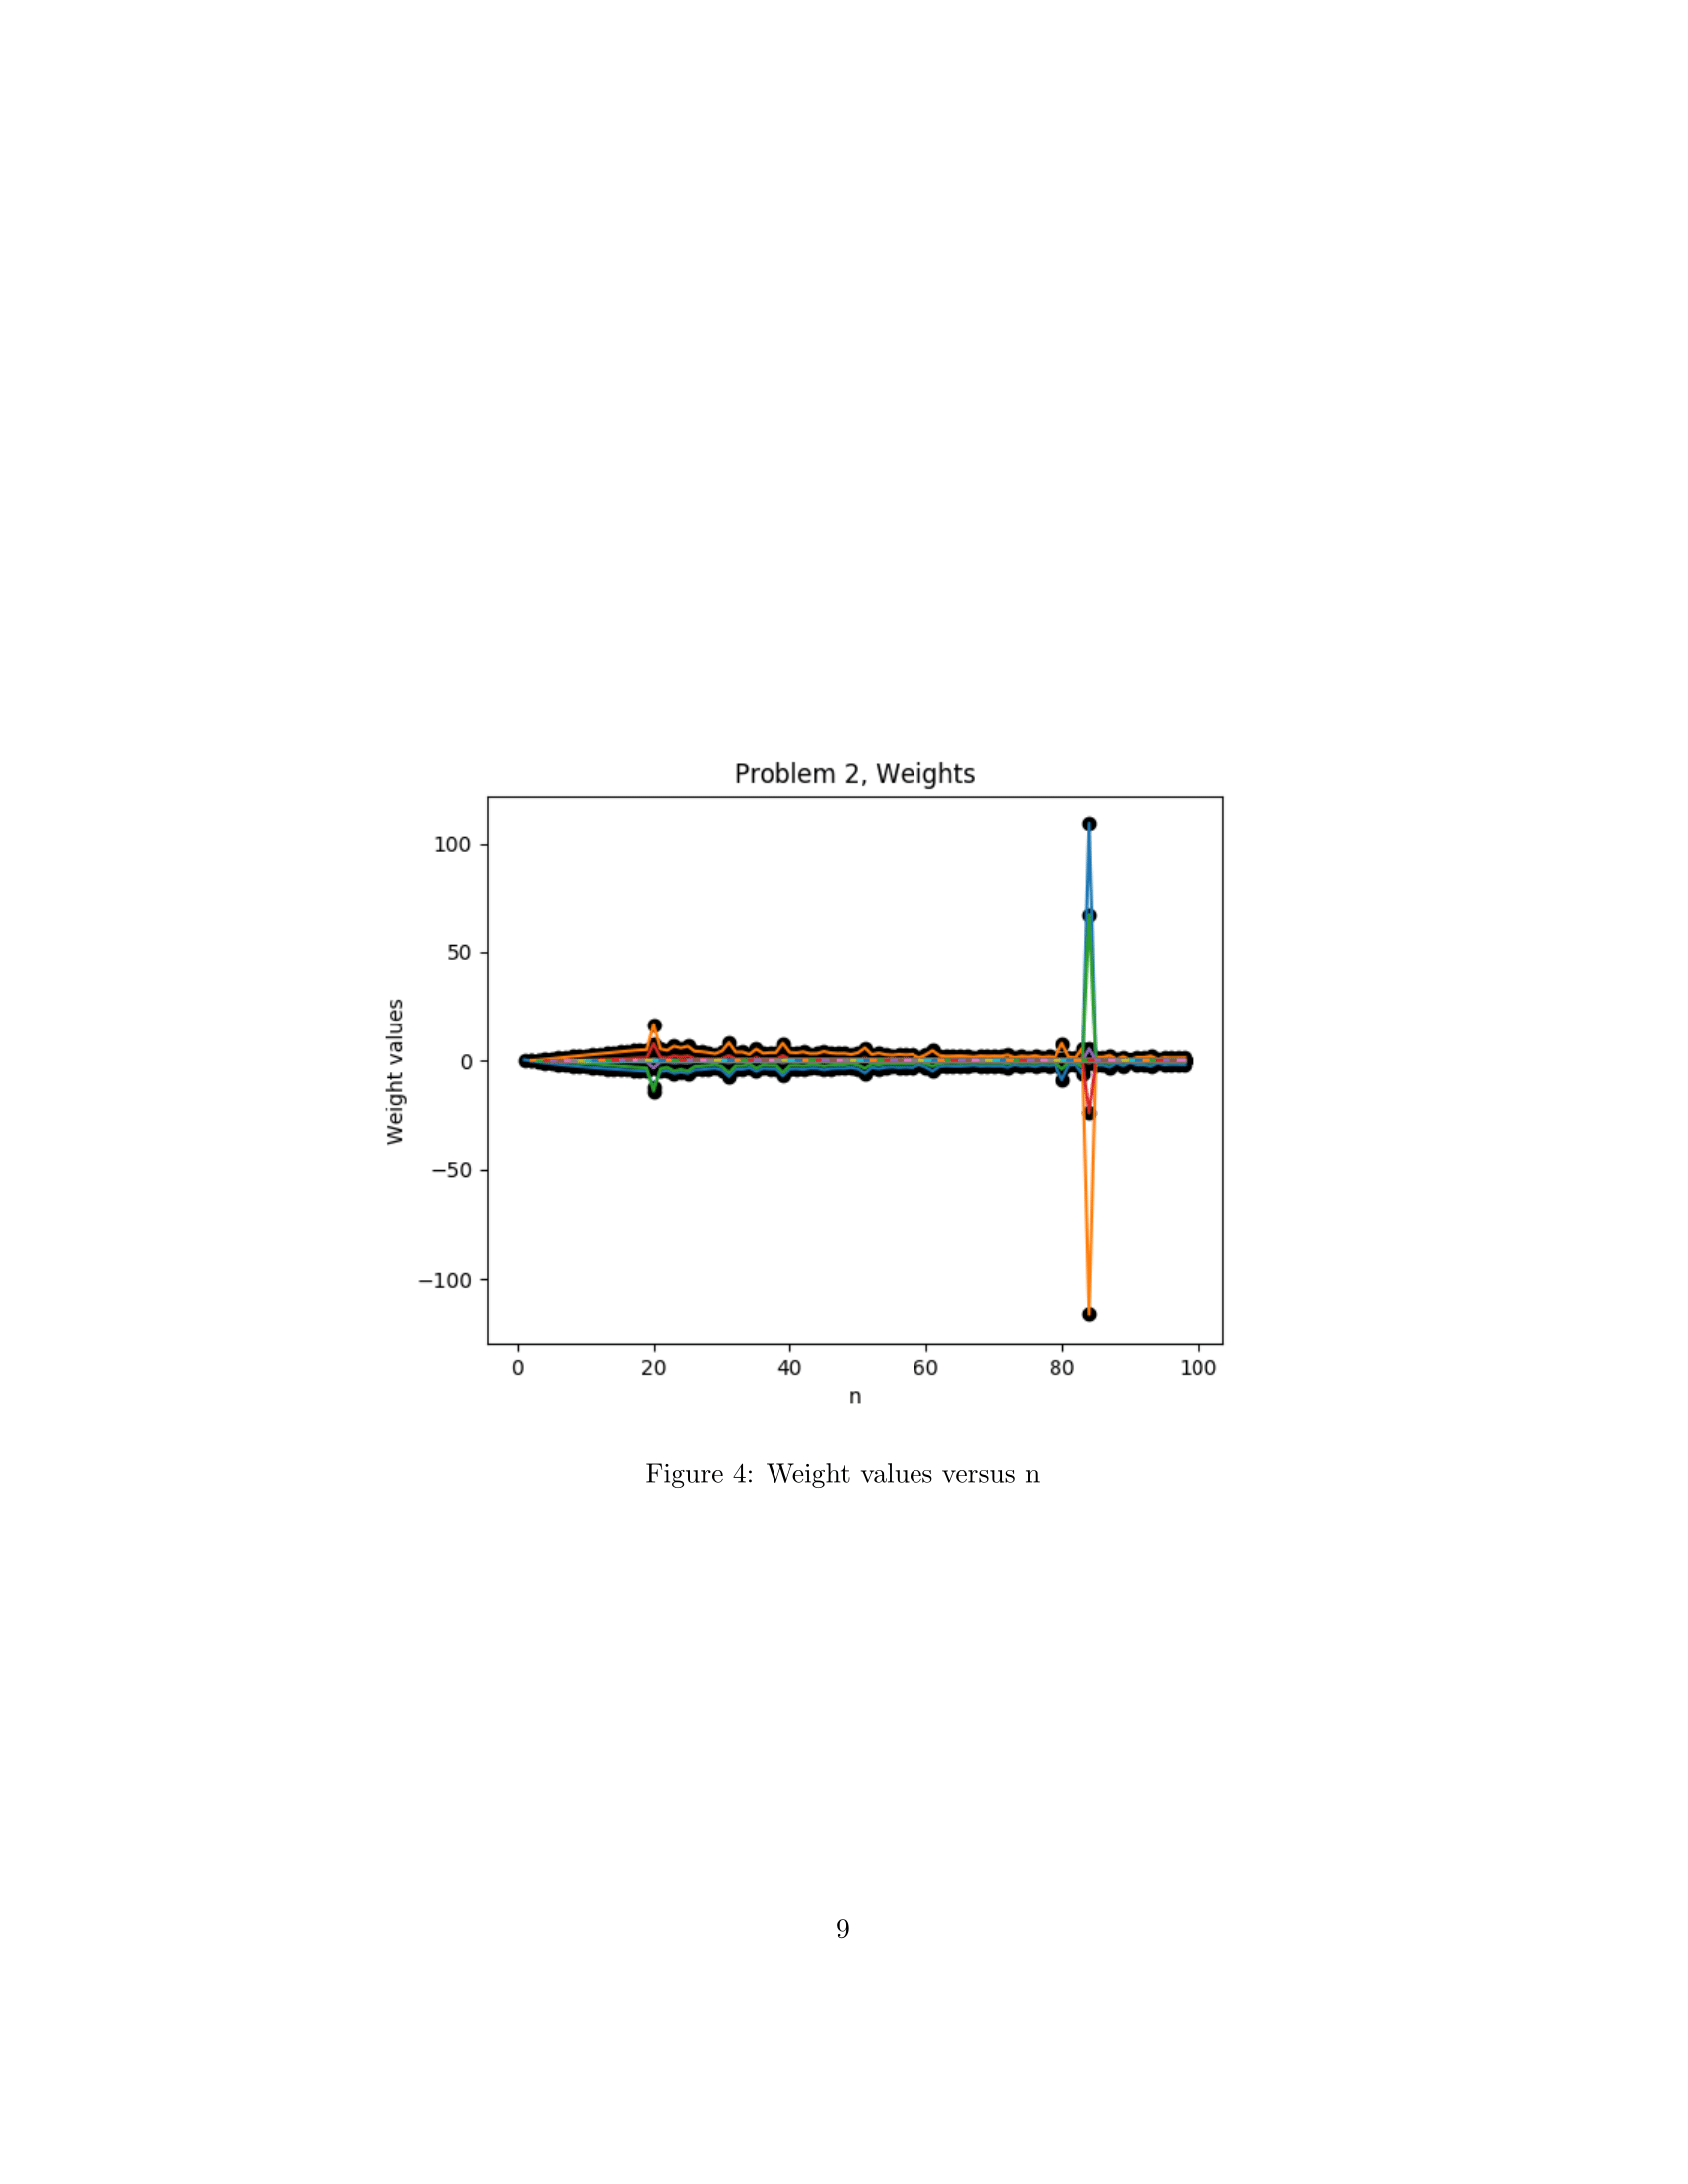 Problem 2, Weights
100
50
0
−50
−100
Weight values
0 20 40 60 80 100
n
Figure 4: Weight values versus n
9